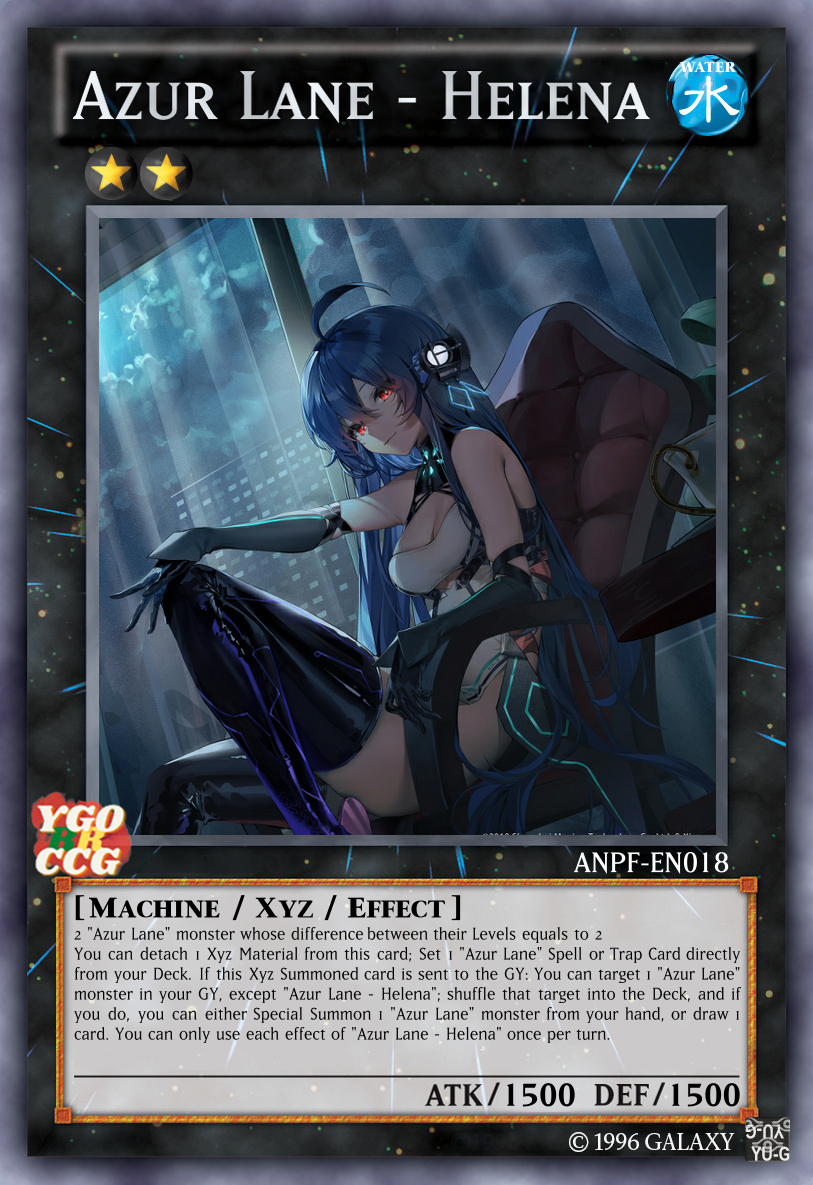 Azur Lane - Helena
WATER
水
YGO
RR
CCG
ANPF-EN018
[ Machine / Xyz / Effect ]
2 "Azur Lane" monster whose difference between their Levels equals to 2
You can detach 1 Xyz Material from this card; Set 1 "Azur Lane" Spell or Trap Card directly
from your Deck. If this Xyz Summoned card is sent to the GY: You can target 1 "Azur Lane"
monster in your GY, except "Azur Lane - Helena"; shuffle that target into the Deck, and if
you do, you can either Special Summon 1 "Azur Lane" monster from your hand, or draw 1
card. You can only use each effect of "Azur Lane - Helena" once per turn.
ATK/1500 DEF/1500
© 1996 GALAXY
YU-G
YU-G